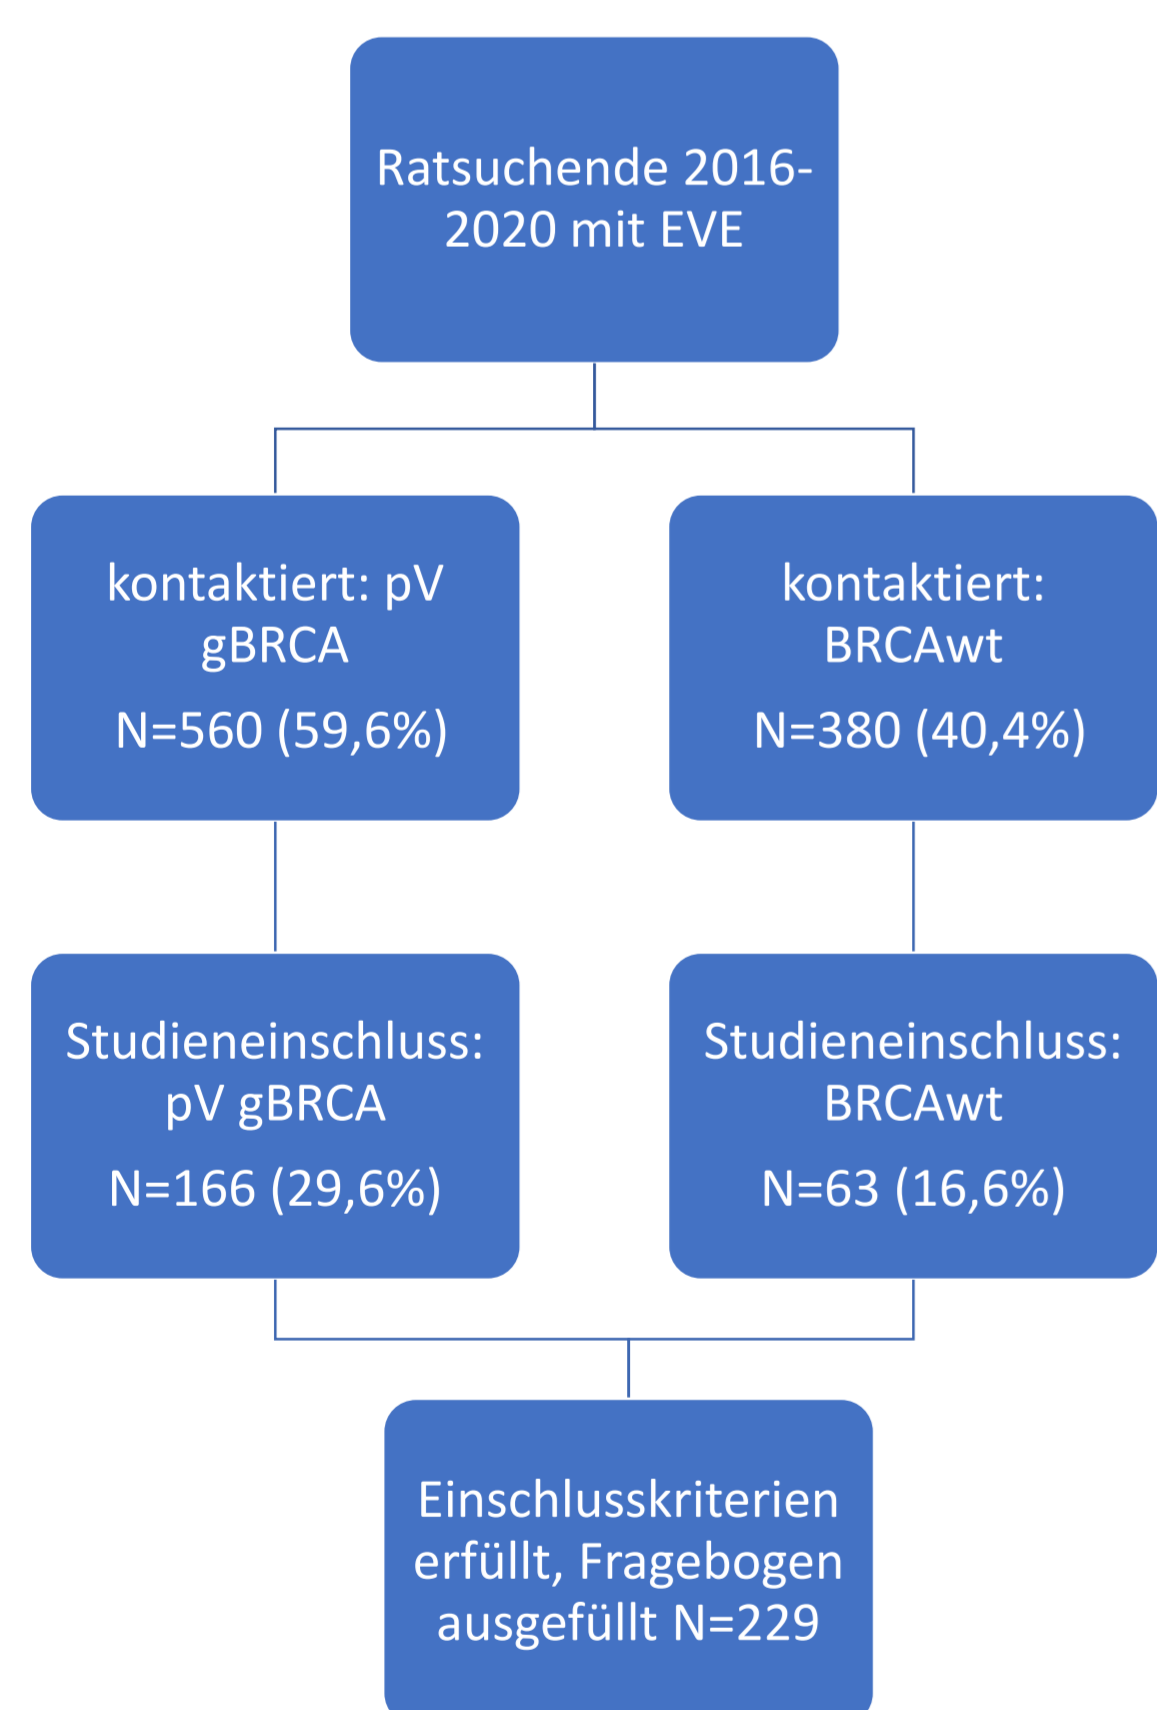 Ratsuchende 2016-
2020 mit EVE
kontaktiert: pV
gBRCA
N=560 (59,6%)
kontaktiert:
BRCAwt
N=380 (40,4%)
Studieneinschluss:
pV gBRCA
N=166 (29,6%)
Studieneinschluss:
BRCAwt
N=63 (16,6%)
Einschlusskriterien
erfüllt, Fragebogen
ausgefüllt N=229